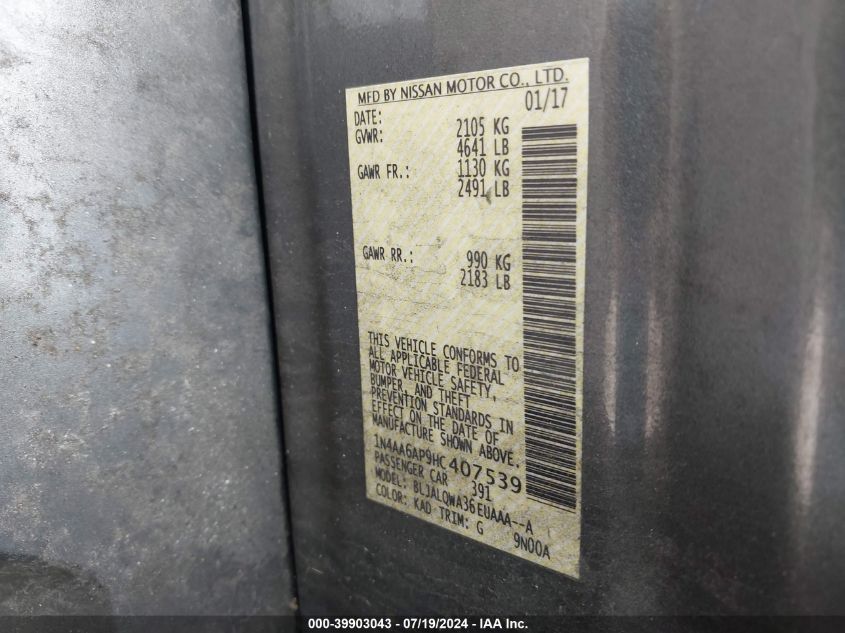 MFD BY NISSAN MOTOR CO., LTD.
DATE: 01/17
GVWR: 2105 KG
4641 LB
GAWR FR.: 1130 KG
2491 LB
GAWR RR.: 990 KG
2183 LB
THIS VEHICLE CONFORMS TO
ALL APPLICABLE FEDERAL
MOTOR VEHICLE SAFETY,
BUMPER, AND THEFT
PREVENTION STANDARDS IN
EFFECT ON THE DATE OF
MANUFACTURE SHOWN ABOVE.
1N4AA6AP9HC407539
PASSENGER CAR 391
MODEL: BLJALQWA36EUAAA--A
COLOR: KAD TRIM: G 9N00A
000-39903043 / 07/19/2024 - IAA Inc.